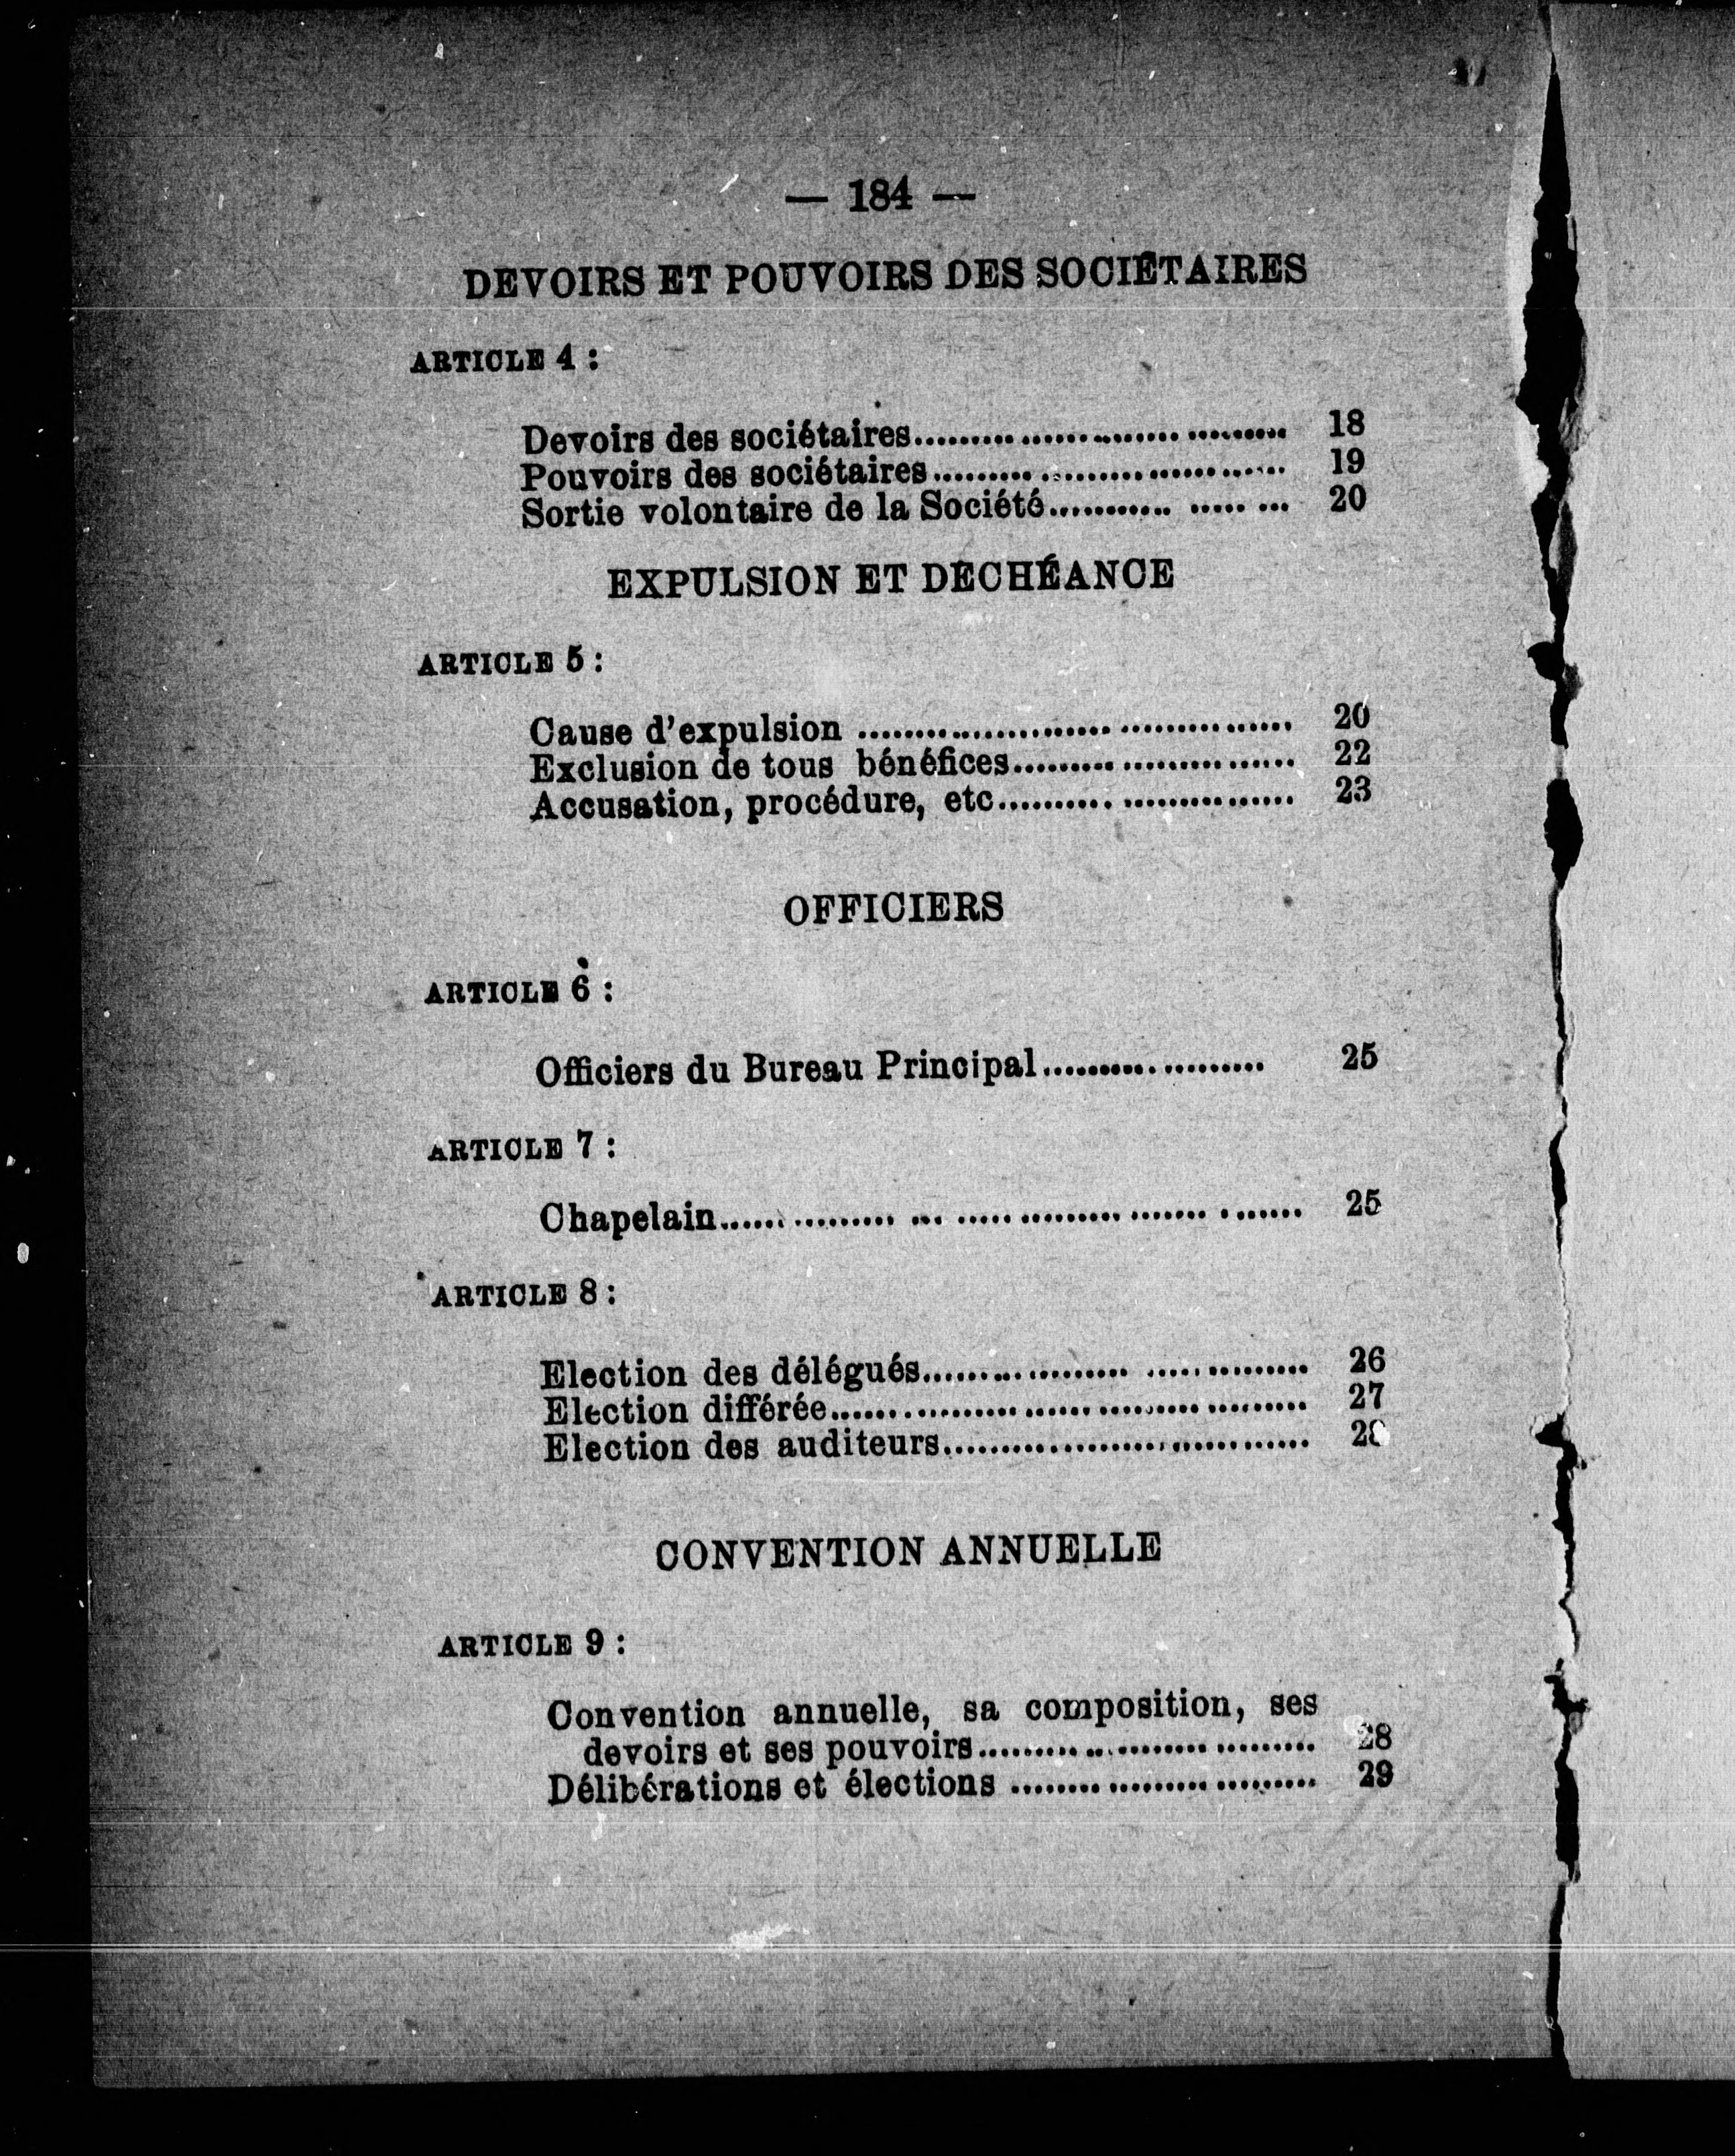 — 184 —
DEVOIRS ET POUVOIRS DES SOCIÉTAIRES
ARTICLE 4 :
Devoirs des sociétaires.................................... 18
Pouvoirs des sociétaires.................................... 19
Sortie volontaire de la Société........... ..... ... 20
EXPULSION ET DÉCHÉANCE
ARTICLE 5 :
Cause d'expulsion ....................................... 20
Exclusion de tous bénéfices......................... 22
Accusation, procédure, etc.......................... 23
OFFICIERS
ARTICLE 6 :
Officiers du Bureau Principal................... 25
ARTICLE 7 :
Chapelain...... ......... ... ..... ......... ....... ....... 25
ARTICLE 8 :
Election des délégués.................. ..... ......... 26
Election différée.......................................... 27
Election des auditeurs................................. 28
CONVENTION ANNUELLE
ARTICLE 9 :
Convention annuelle, sa composition, ses
devoirs et ses pouvoirs.............................. 28
Délibérations et élections ........................... 29